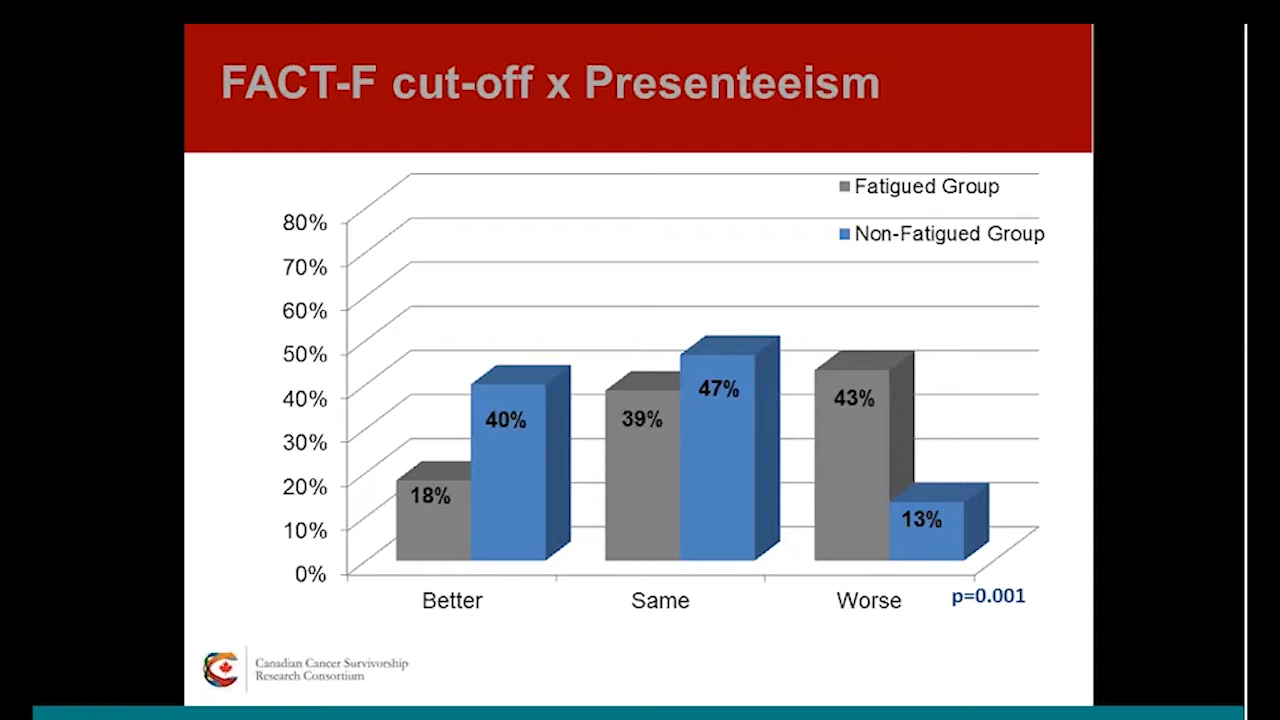 FACT-F cut-off x Presenteeism
Fatigued Group
Non-Fatigued Group
80%
70%
60%
50%
40%
30%
20%
10%
0%
18%
40%
39%
47%
43%
13%
Better
Same
Worse
p=0.001
Canadian Cancer Survivorship
Research Consortium